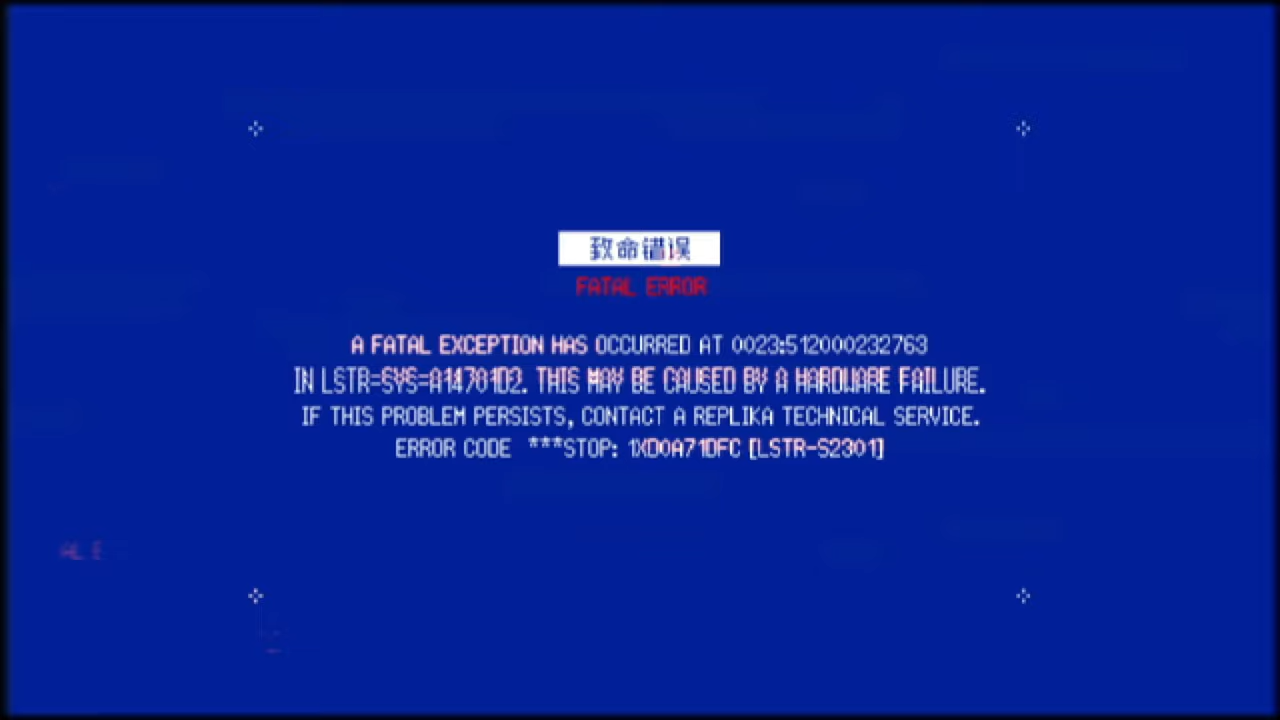 致命错误
FATAL ERROR
A FATAL EXCEPTION HAS OCCURRED AT 0023:512000232763
IN LSTR=SYS=A14701D2. THIS MAY BE CAUSED BY A HARDWARE FAILURE.
IF THIS PROBLEM PERSISTS, CONTACT A REPLIKA TECHNICAL SERVICE.
ERROR CODE ***STOP: 1XD0A71DFC [LSTR-S2301]
AL E